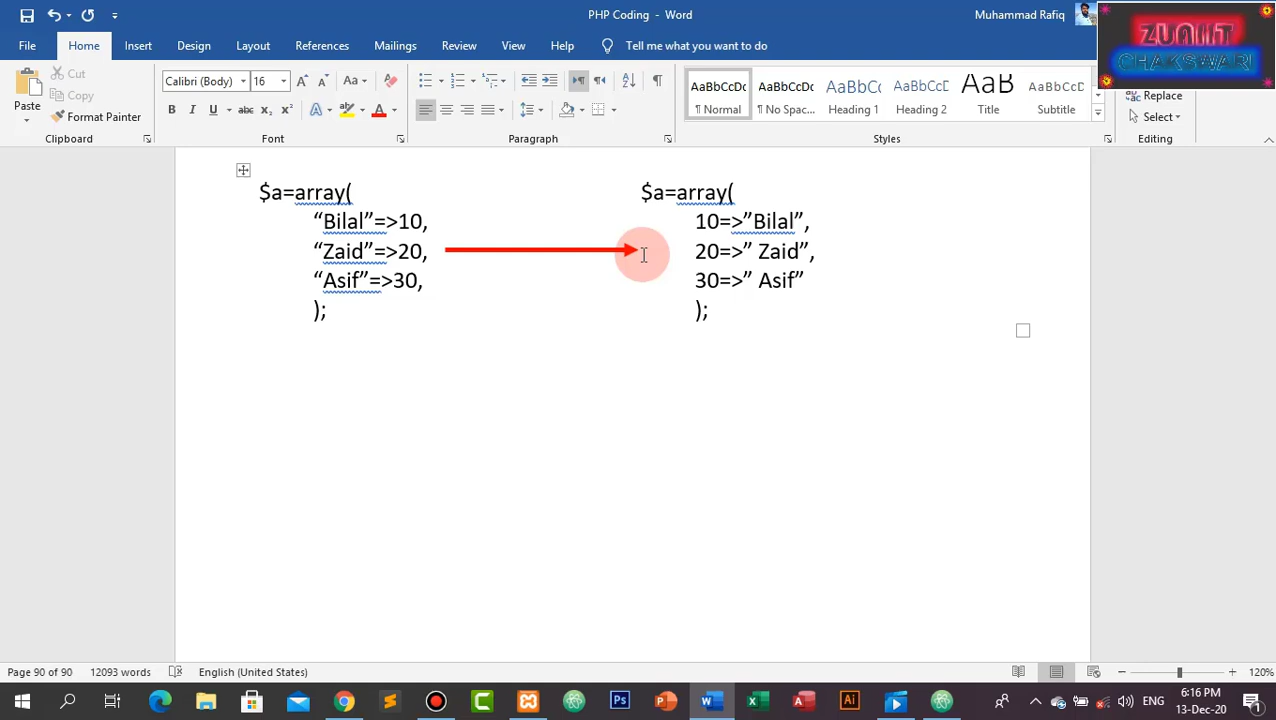 PHP Coding - Word
Muhammad Rafiq
ZUNIIT
CHAKSWARI
File Home Insert Design Layout References Mailings Review View Help Tell me what you want to do
Paste
Cut
Copy
Format Painter
Calibri (Body) 16
AaBbCcDc
¶ Normal
AaBbCcDc
¶ No Spac...
AaBbC
Heading 1
AaBbCcD
Heading 2
AaB
Title
AaBbCcD
Subtitle
Replace
Select
Clipboard Font Paragraph Styles Editing
$a=array(
“Bilal”=>10,
“Zaid”=>20,
“Asif”=>30,
);
$a=array(
10=>”Bilal”,
20=>” Zaid”,
30=>” Asif”
);
Page 90 of 90 12093 words English (United States) 120%
ENG
6:16 PM
13-Dec-20